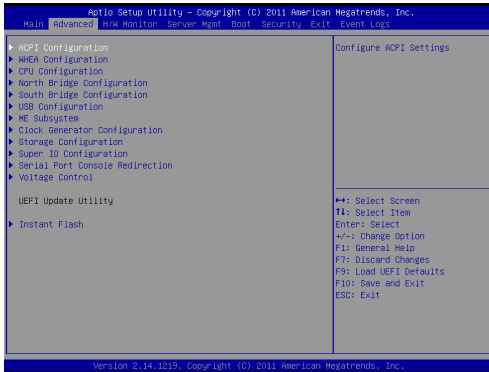 Aptio Setup Utility – Copyright (C) 2011 American Megatrends, Inc.
Main Advanced H/W Monitor Server Mgmt Boot Security Exit Event Logs
ACPI Configuration
WHEA Configuration
CPU Configuration
North Bridge Configuration
South Bridge Configuration
USB Configuration
ME Subsystem
Clock Generator Configuration
Storage Configuration
Super IO Configuration
Serial Port Console Redirection
Voltage Control
UEFI Update Utility
Instant Flash
Configure ACPI Settings
←→: Select Screen
↑↓: Select Item
Enter: Select
+/-: Change Option
F1: General Help
F7: Discard Changes
F9: Load UEFI Defaults
F10: Save and Exit
ESC: Exit
Version 2.14.1219. Copyright (C) 2011 American Megatrends, Inc.